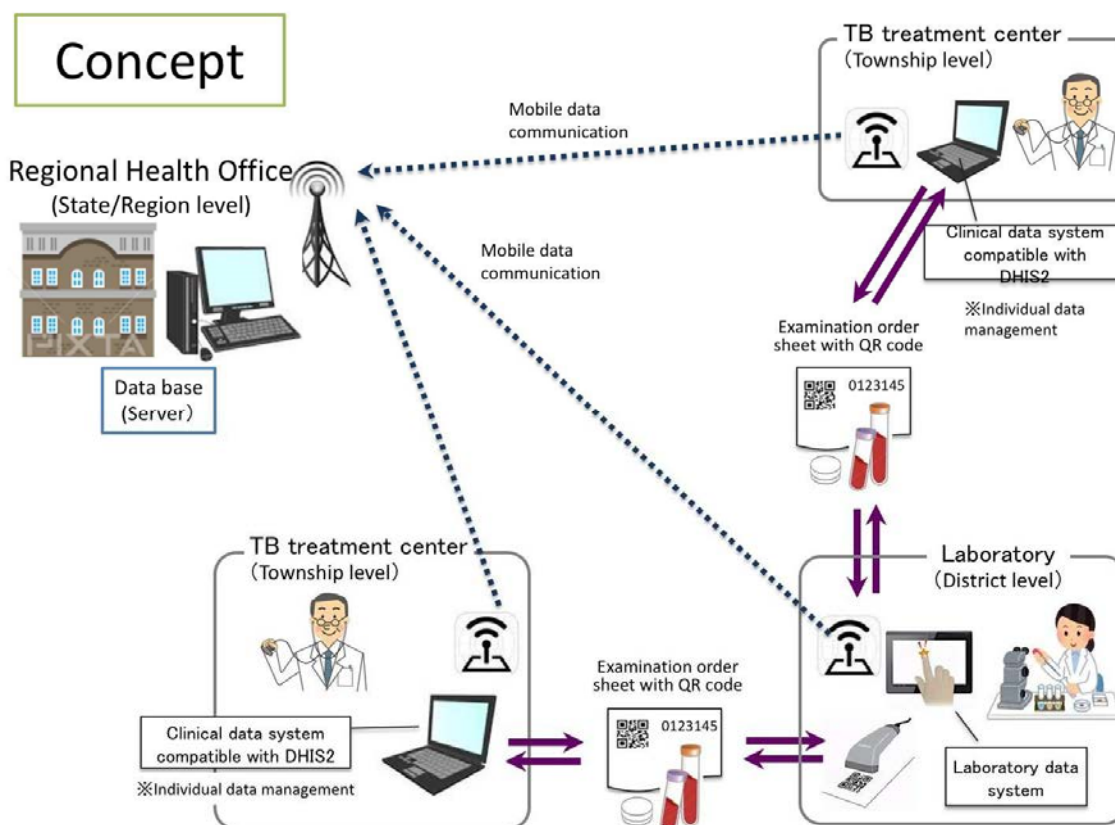 Concept
TB treatment center
(Township level)
Mobile data
communication
Regional Health Office
(State/Region level)
Clinical data system
compatible with
DHIS2
※Individual data
management
Mobile data
communication
Examination order
sheet with QR code
0123145
PIXTA
Data base
(Server)
TB treatment center
(Township level)
Laboratory
(District level)
Examination order
sheet with QR code
0123145
Clinical data system
compatible with DHIS2
※Individual data management
Laboratory data
system